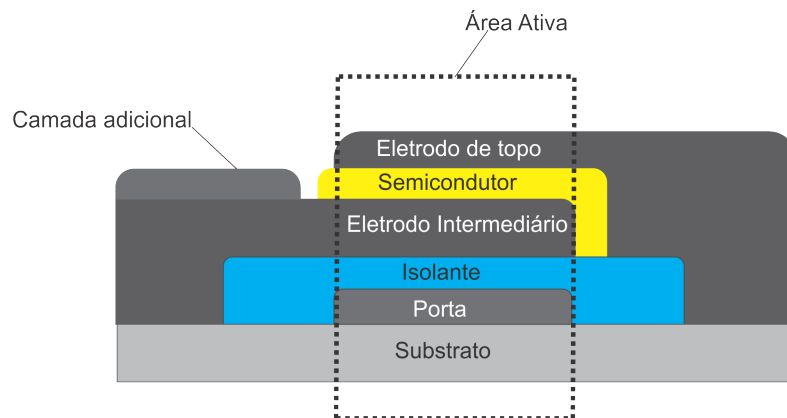 Área Ativa
Camada adicional
Eletrodo de topo
Semicondutor
Eletrodo Intermediário
Isolante
Porta
Substrato